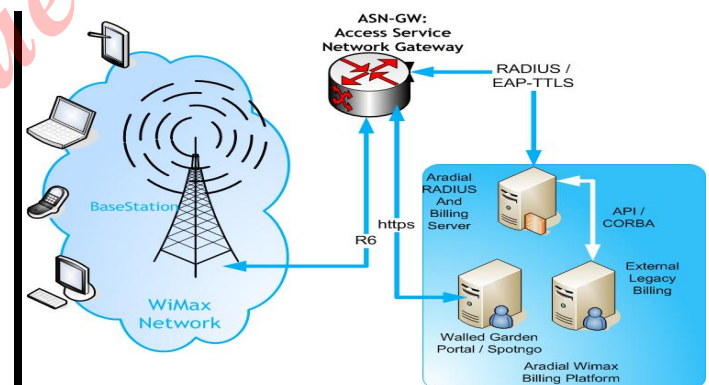 ASN-GW:
Access Service
Network Gateway
RADIUS /
EAP-TTLS
BaseStation
WiMax
Network
R6
https
Aradial
RADIUS
And
Billing
Server
API /
CORBA
External
Legacy
Billing
Walled Garden
Portal / Spotngo
Aradial Wimax
Billing Platform